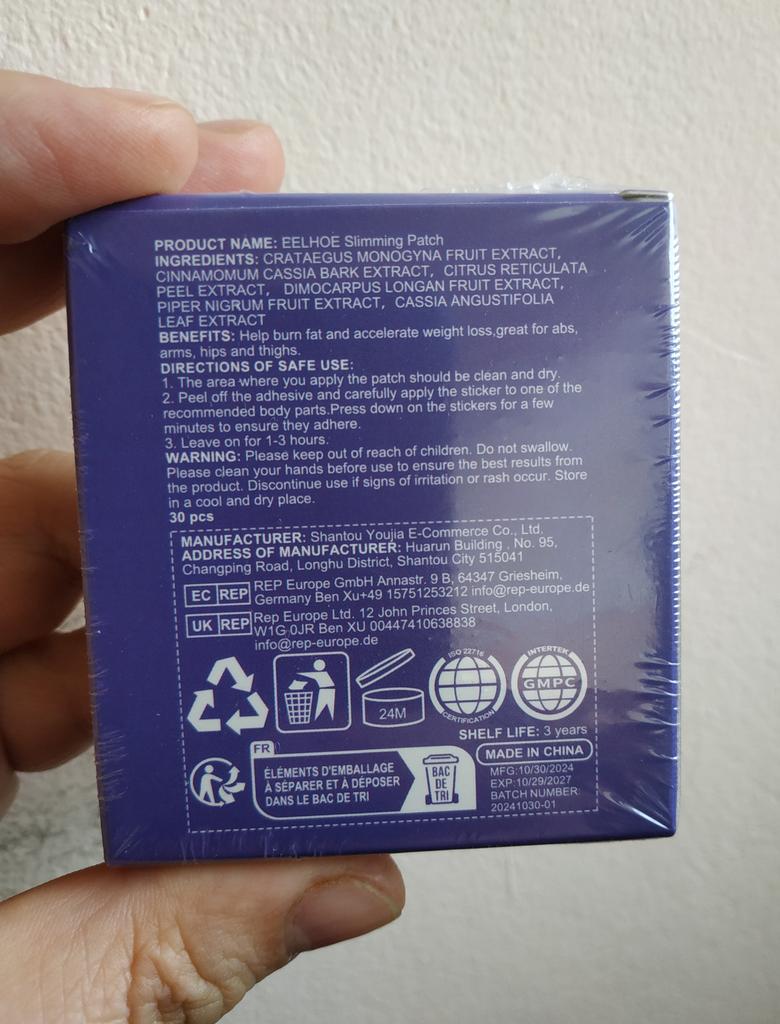 PRODUCT NAME: EELHOE Slimming Patch
INGREDIENTS: CRATAEGUS MONOGYNA FRUIT EXTRACT,
CINNAMOMUM CASSIA BARK EXTRACT, CITRUS RETICULATA
PEEL EXTRACT, DIMOCARPUS LONGAN FRUIT EXTRACT,
PIPER NIGRUM FRUIT EXTRACT, CASSIA ANGUSTIFOLIA
LEAF EXTRACT
BENEFITS: Help burn fat and accelerate weight loss,great for abs,
arms, hips and thighs.
DIRECTIONS OF SAFE USE:
1. The area where you apply the patch should be clean and dry.
2. Peel off the adhesive and carefully apply the sticker to one of the
recommended body parts.Press down on the stickers for a few
minutes to ensure they adhere.
3. Leave on for 1-3 hours.
WARNING: Please keep out of reach of children. Do not swallow.
Please clean your hands before use to ensure the best results from
the product. Discontinue use if signs of irritation or rash occur. Store
in a cool and dry place.
30 pcs
MANUFACTURER: Shantou Youjia E-Commerce Co., Ltd.
ADDRESS OF MANUFACTURER: Huarun Building , No. 95,
Changping Road, Longhu District, Shantou City 515041
EC REP REP Europe GmbH Annastr. 9 B, 64347 Griesheim,
Germany Ben Xu+49 15751253212 info@rep-europe.de
UK REP Rep Europe Ltd. 12 John Princes Street, London,
W1G 0JR Ben XU 00447410638838
info@rep-europe.de
24M
ISO 22716
CERTIFICATION
INTERTEK
GMPC
SHELF LIFE: 3 years
MADE IN CHINA
FR
ÉLÉMENTS D'EMBALLAGE
À SÉPARER ET À DÉPOSER
DANS LE BAC DE TRI
BAC
DE
TRI
MFG:10/30/2024
EXP:10/29/2027
BATCH NUMBER:
20241030-01